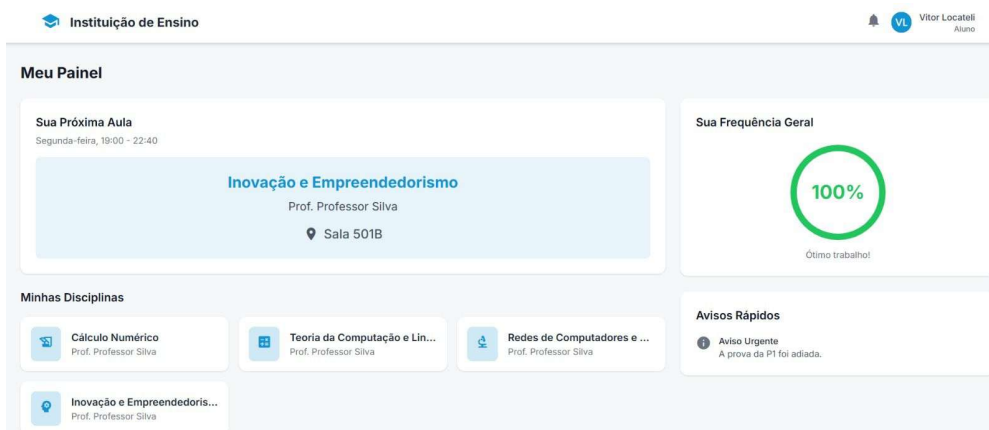 Instituição de Ensino
VL
Vitor Locateli
Aluno
Meu Painel
Sua Próxima Aula
Segunda-feira, 19:00 - 22:40
Inovação e Empreendedorismo
Prof. Professor Silva
Sala 501B
Sua Frequência Geral
100%
Ótimo trabalho!
Minhas Disciplinas
Cálculo Numérico
Prof. Professor Silva
Teoria da Computação e Lin...
Prof. Professor Silva
Redes de Computadores e ...
Prof. Professor Silva
Inovação e Empreendedoris...
Prof. Professor Silva
Avisos Rápidos
Aviso Urgente
A prova da P1 foi adiada.